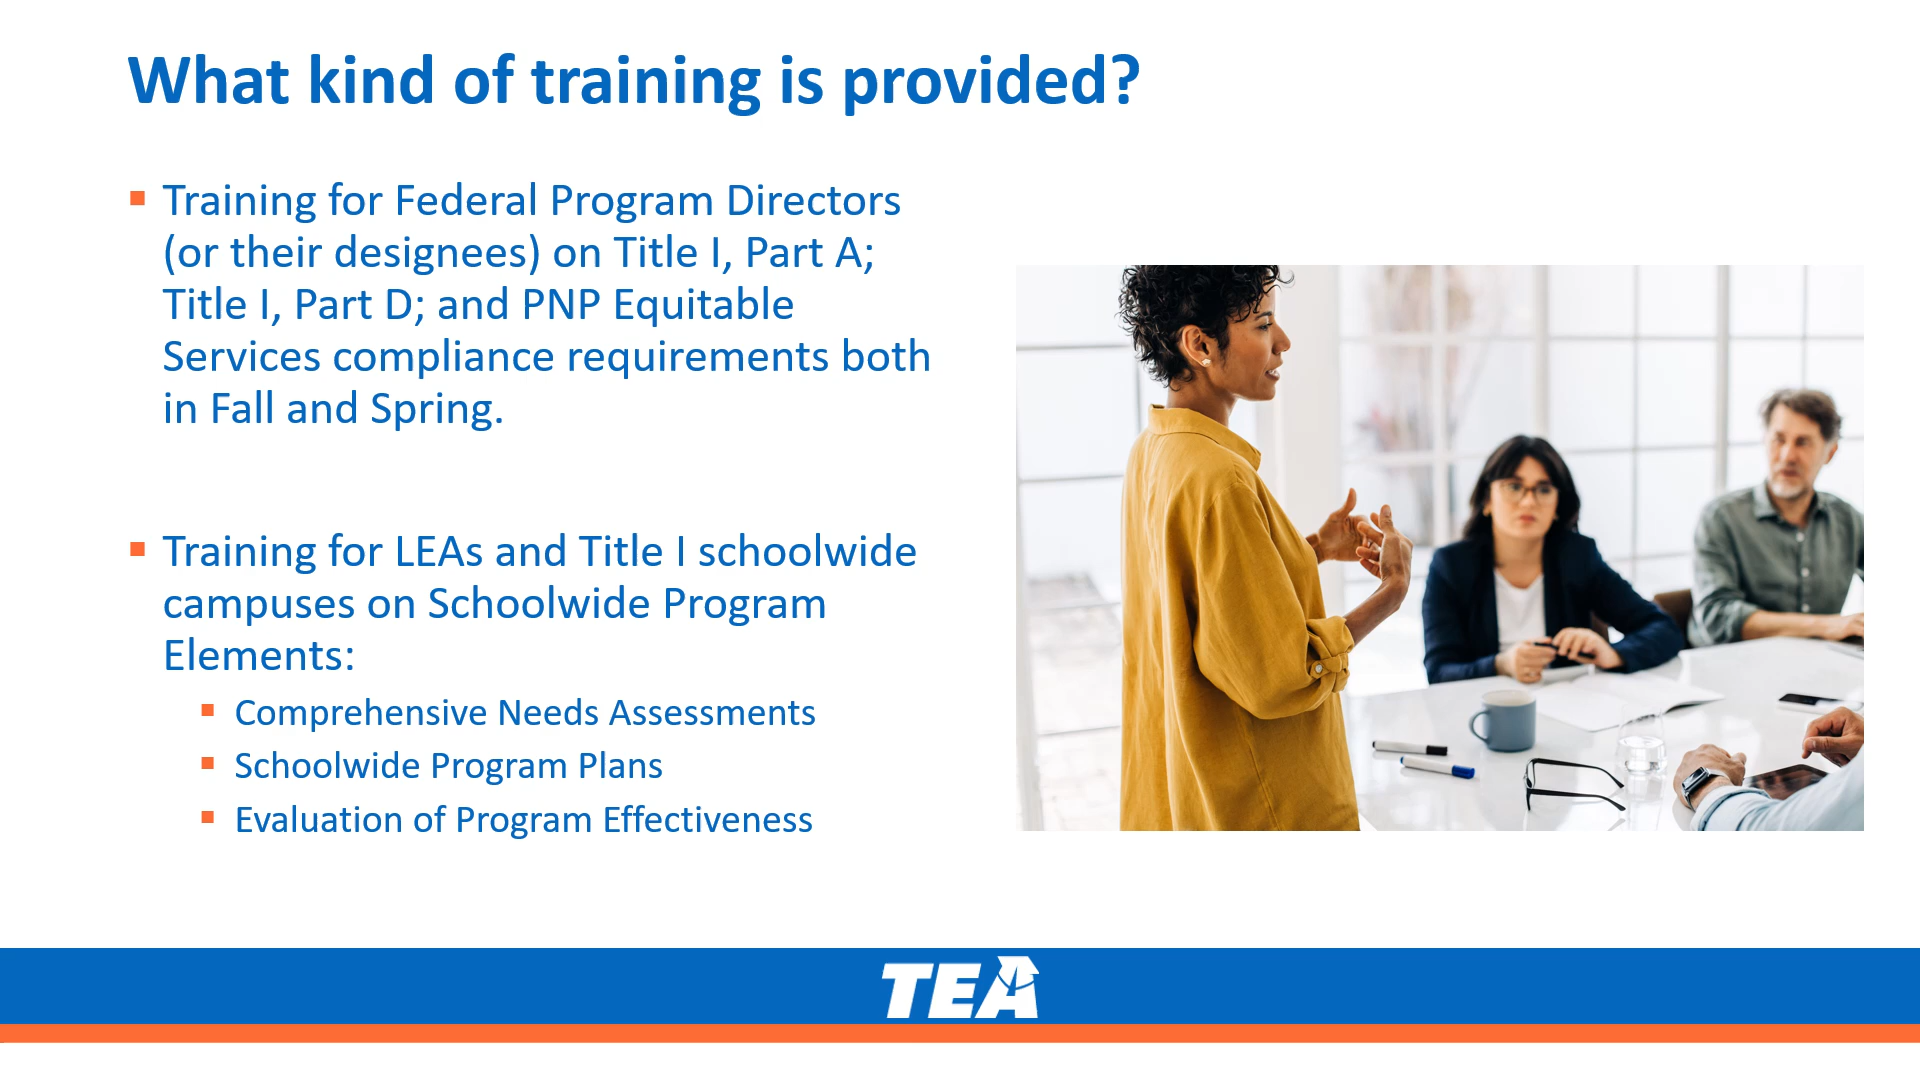 What kind of training is provided?
Training for Federal Program Directors
(or their designees) on Title I, Part A;
Title I, Part D; and PNP Equitable
Services compliance requirements both
in Fall and Spring.
Training for LEAs and Title I schoolwide
campuses on Schoolwide Program
Elements:
Comprehensive Needs Assessments
Schoolwide Program Plans
Evaluation of Program Effectiveness
TEA